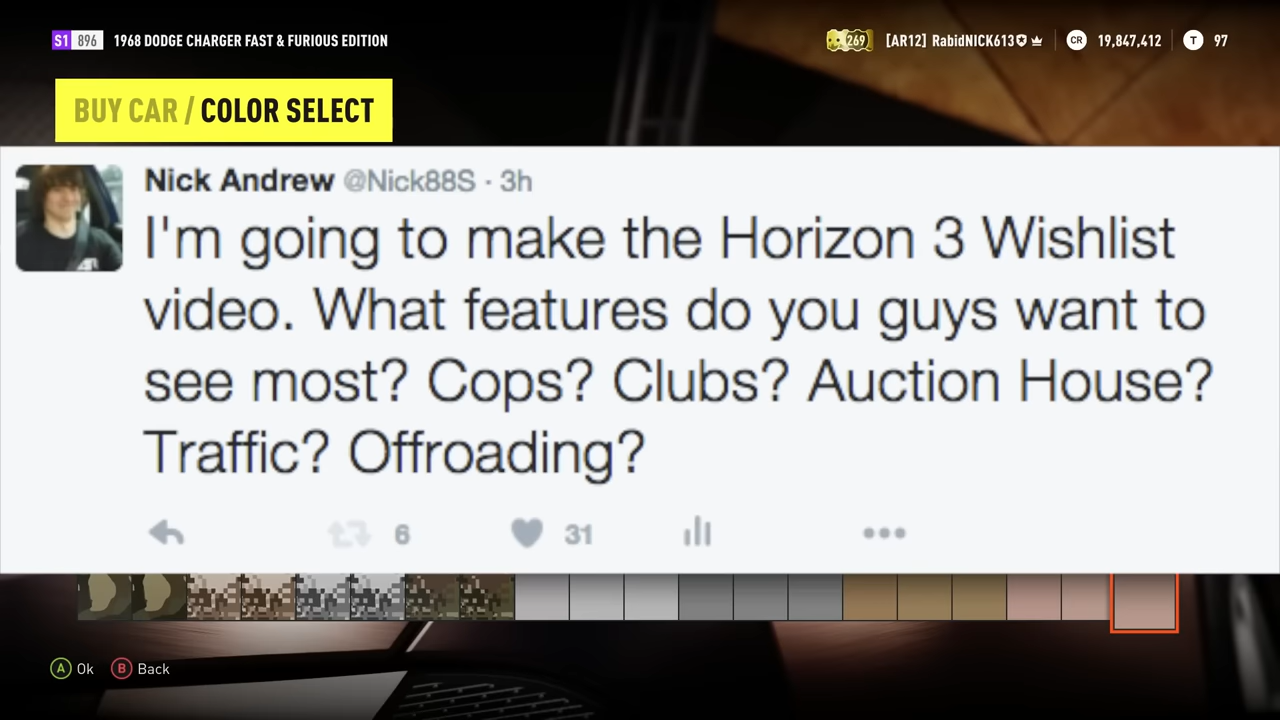 S1 896 1968 DODGE CHARGER FAST & FURIOUS EDITION
269 [AR12] RabidNICK613 CR 19,847,412 T 97
BUY CAR / COLOR SELECT
Nick Andrew @Nick88S · 3h
I'm going to make the Horizon 3 Wishlist
video. What features do you guys want to
see most? Cops? Clubs? Auction House?
Traffic? Offroading?
6 31
A Ok B Back